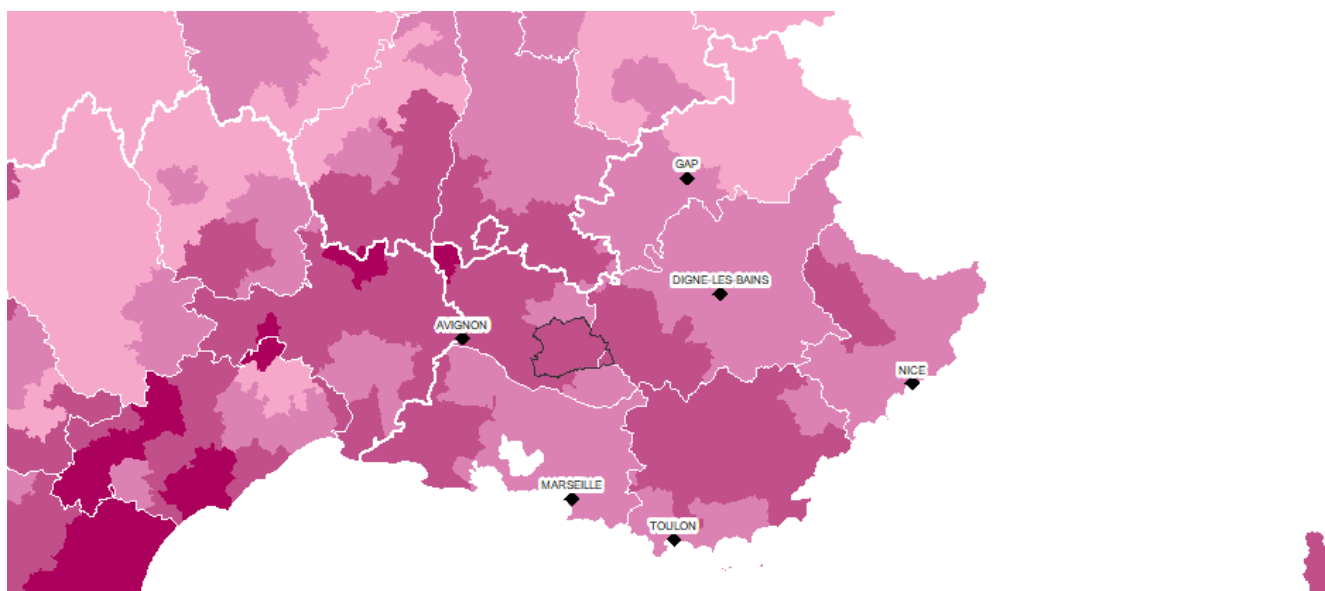 GAP
DIGNE-LES-BAINS
AVIGNON
NICE
MARSEILLE
TOULON